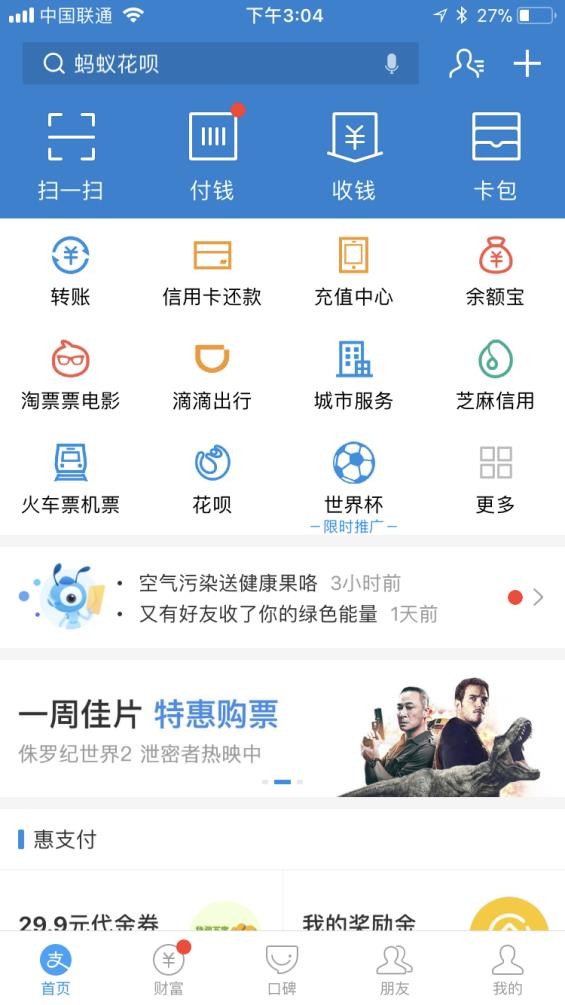 中国联通 下午3:04 27%
蚂蚁花呗
扫一扫 付钱 收钱 卡包
转账 信用卡还款 充值中心 余额宝
淘票票电影 滴滴出行 城市服务 芝麻信用
火车票机票 花呗 世界杯 更多
限时推广
空气污染送健康果咯 3小时前
又有好友收了你的绿色能量 1天前
一周佳片 特惠购票
侏罗纪世界2 泄密者热映中
惠支付
29.9元代金券 我的奖励金
支
首页 财富 口碑 朋友 我的